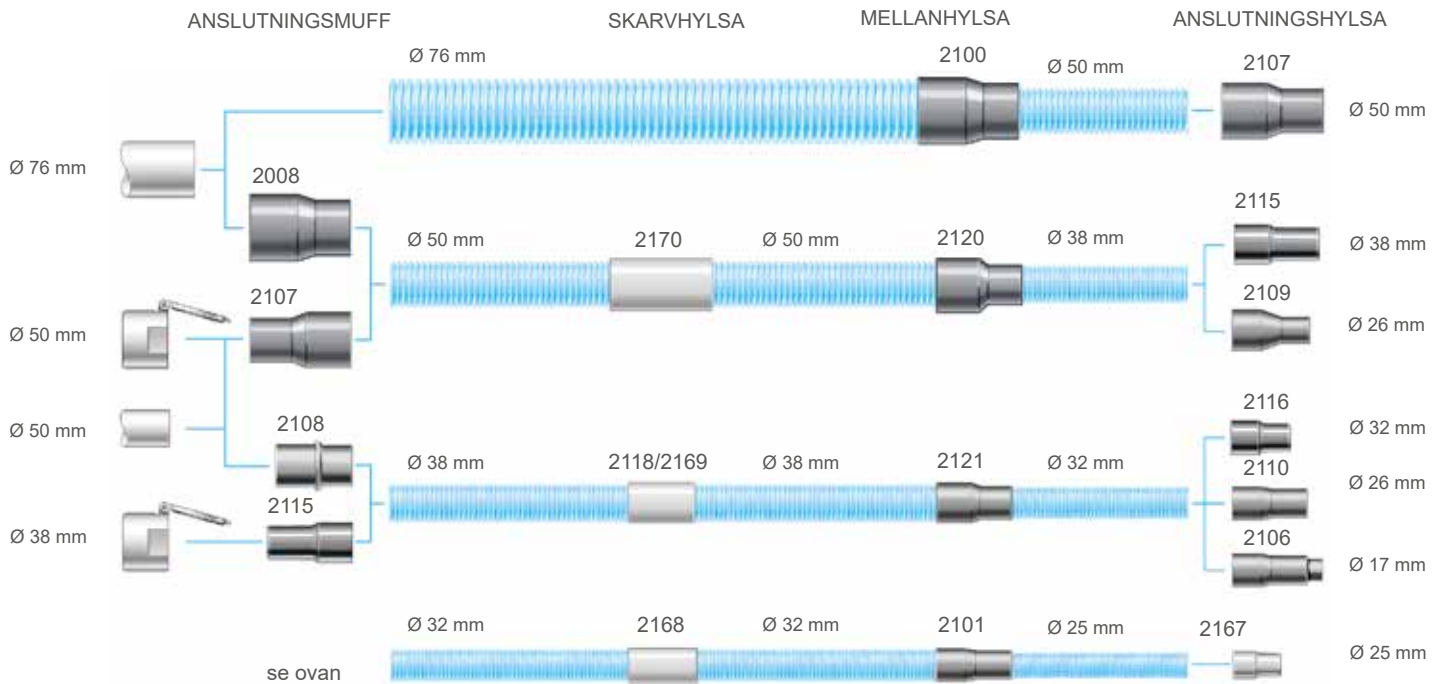 ANSLUTNINGSMUFF SKARVHYLSA MELLANHYLSA ANSLUTNINGSHYLSA
Ø 76 mm 2100 Ø 50 mm 2107
Ø 50 mm
Ø 76 mm
2008
2115
Ø 50 mm 2170 Ø 50 mm 2120 Ø 38 mm
Ø 38 mm
2107
2109
Ø 50 mm
Ø 26 mm
2116
Ø 50 mm
2108
Ø 32 mm
Ø 38 mm 2118/2169 Ø 38 mm 2121 Ø 32 mm
2110
Ø 26 mm
2115
Ø 38 mm
2106
Ø 17 mm
Ø 32 mm 2168 Ø 32 mm 2101 Ø 25 mm 2167
Ø 25 mm
se ovan